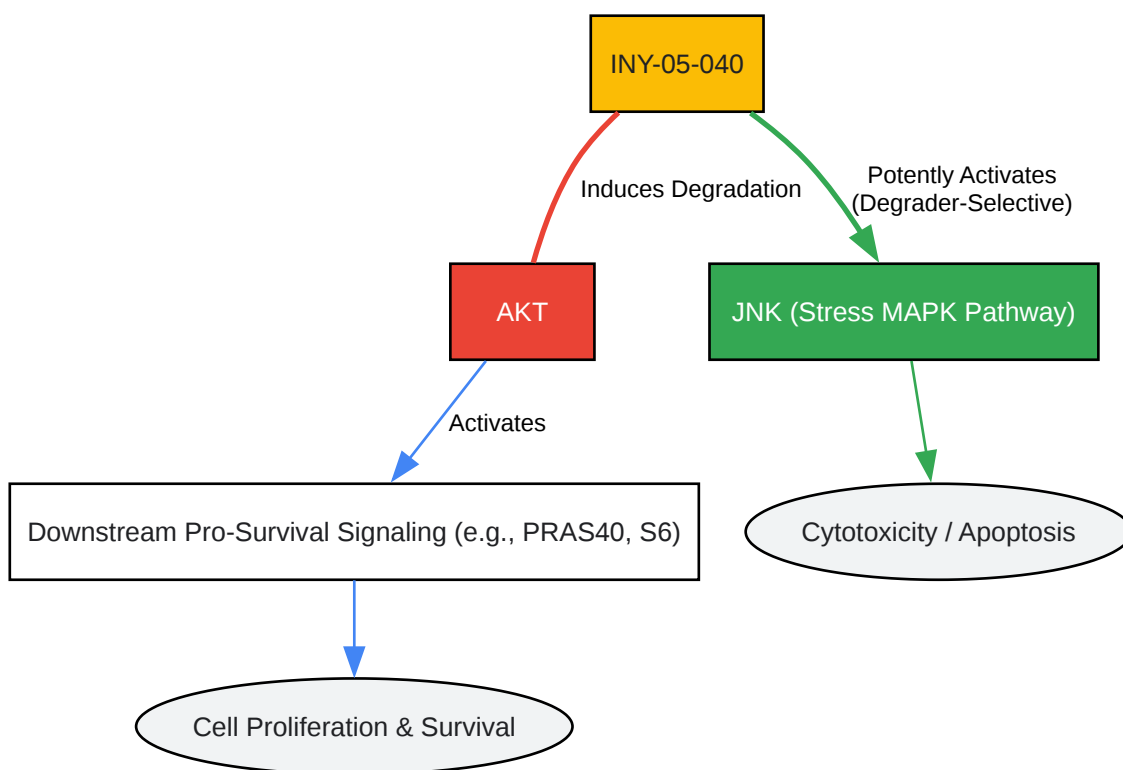 INY-05-040
Induces Degradation
Potently Activates
(Degrader-Selective)
AKT
JNK (Stress MAPK Pathway)
Activates
Downstream Pro-Survival Signaling (e.g., PRAS40, S6)
Cytotoxicity / Apoptosis
Cell Proliferation & Survival